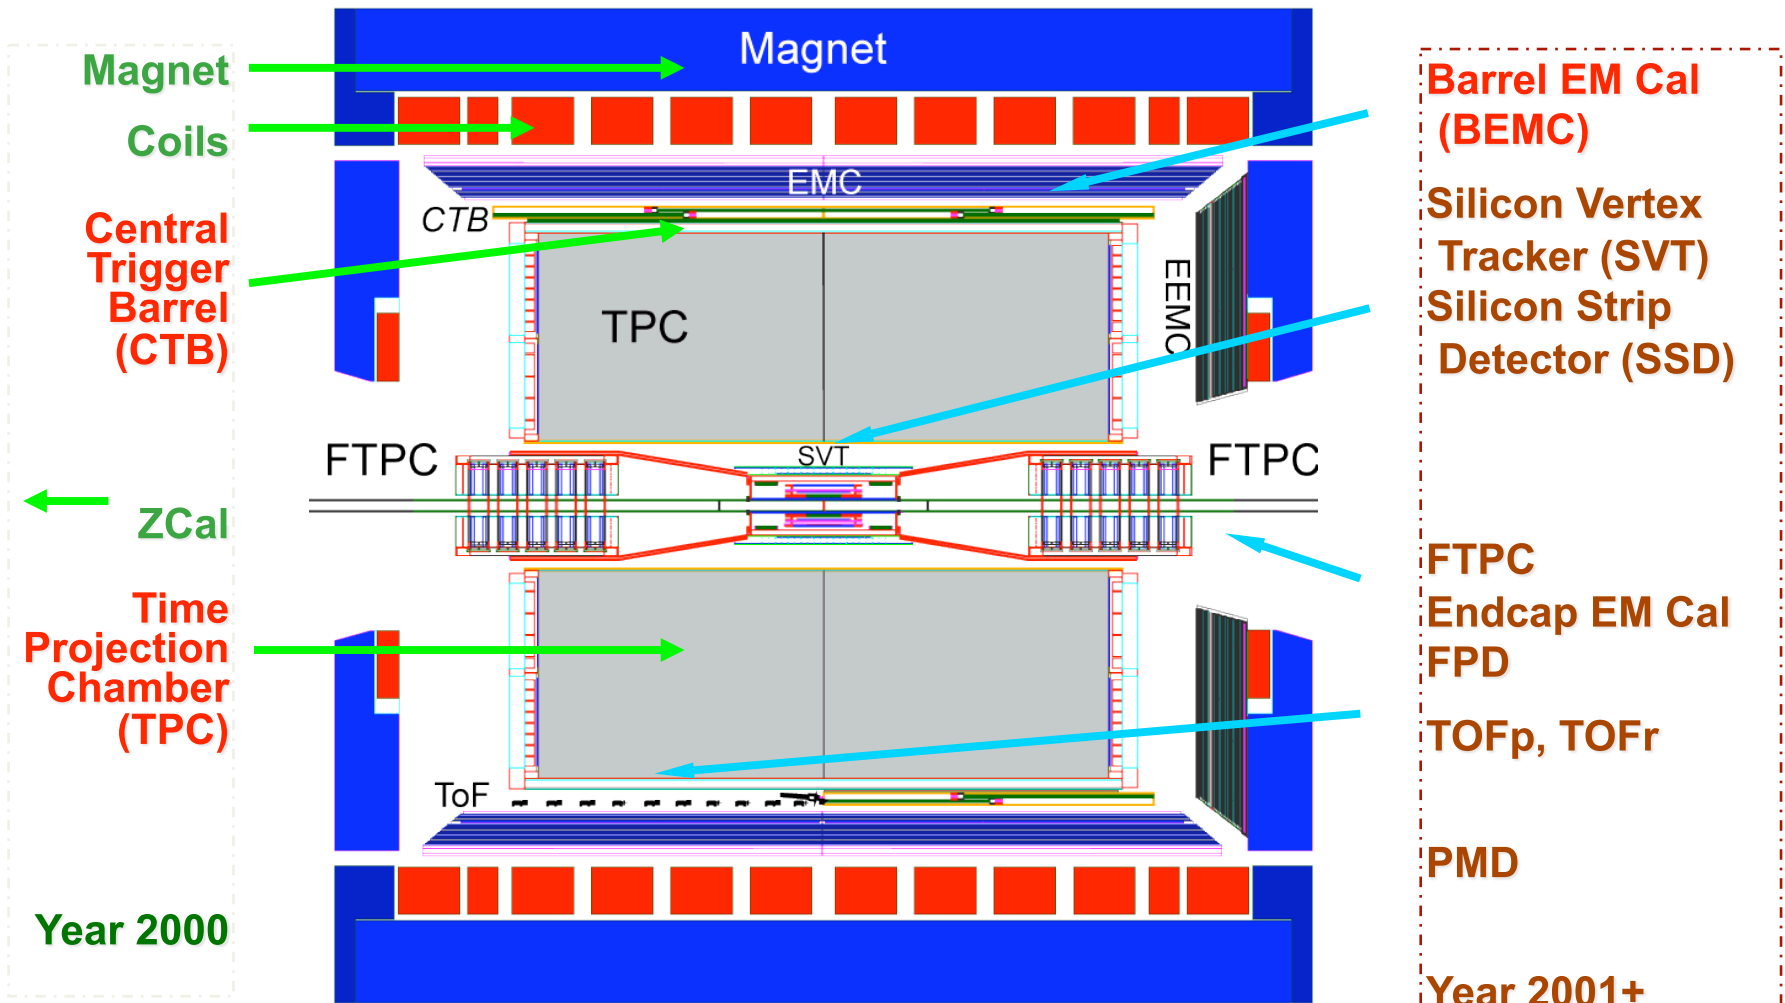 Magnet
Coils
Central
Trigger
Barrel
(CTB)
ZCal
Time
Projection
Chamber
(TPC)
Year 2000
Magnet
EMC
CTB
TPC
EEMC
FTPC
SVT
FTPC
ToF
Barrel EM Cal
(BEMC)
Silicon Vertex
Tracker (SVT)
Silicon Strip
Detector (SSD)
FTPC
Endcap EM Cal
FPD
TOFp, TOFr
PMD
Year 2001+